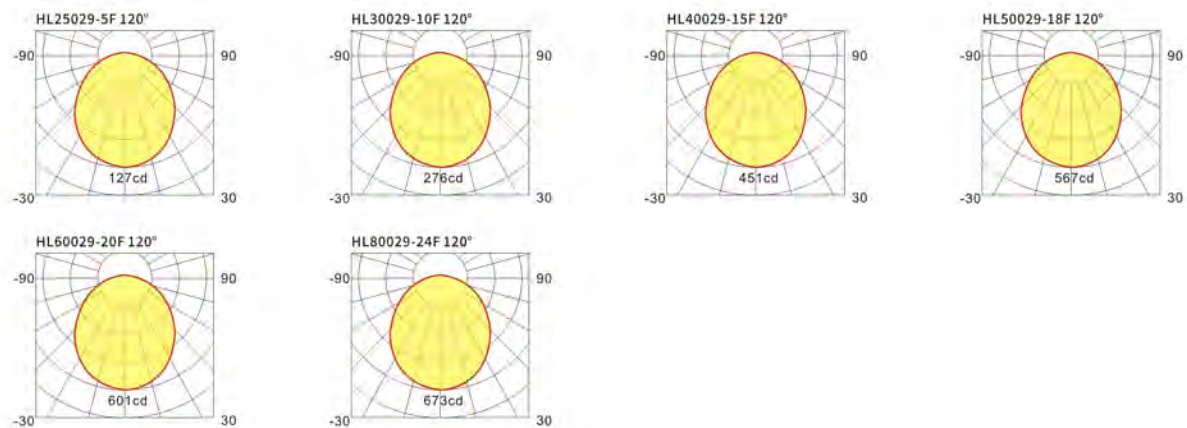 HL25029-5F 120°
-90 90
127cd
-30 30
HL30029-10F 120°
-90 90
276cd
-30 30
HL40029-15F 120°
-90 90
451cd
-30 30
HL50029-18F 120°
-90 90
567cd
-30 30
HL60029-20F 120°
-90 90
601cd
-30 30
HL80029-24F 120°
-90 90
673cd
-30 30